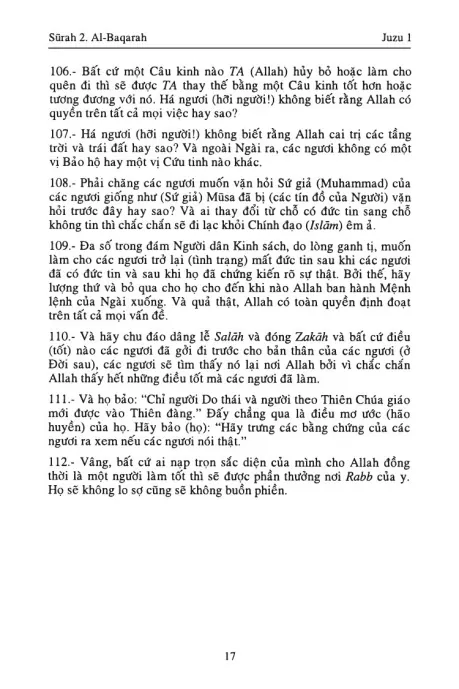 Sūrah 2. Al-Baqarah Juzu 1
106.- Bất cứ một Câu kinh nào TA (Allah) hủy bỏ hoặc làm cho
quên đi thì sẽ được TA thay thế bằng một Câu kinh tốt hơn hoặc
tương đương với nó. Há ngươi (hỡi người!) không biết rằng Allah có
quyền trên tất cả mọi việc hay sao?
107.- Há ngươi (hỡi người!) không biết rằng Allah cai trị các tầng
trời và trái đất hay sao? Và ngoài Ngài ra, các ngươi không có một
vị Bảo hộ hay một vị Cứu tinh nào khác.
108.- Phải chăng các ngươi muốn vặn hỏi Sứ giả (Muhammad) của
các ngươi giống như (Sứ giả) Mūsa đã bị (các tín đồ của Người) vặn
hỏi trước đây hay sao? Và ai thay đổi từ chỗ có đức tin sang chỗ
không tin thì chắc chắn sẽ đi lạc khỏi Chính đạo (Islām) êm ả.
109.- Đa số trong đám Người dân Kinh sách, do lòng ganh tị, muốn
làm cho các ngươi trở lại (tình trạng) mất đức tin sau khi các ngươi
đã có đức tin và sau khi họ đã chứng kiến rõ sự thật. Bởi thế, hãy
lượng thứ và bỏ qua cho họ cho đến khi nào Allah ban hành Mệnh
lệnh của Ngài xuống. Và quả thật, Allah có toàn quyền định đoạt
trên tất cả mọi vấn đề.
110.- Và hãy chu đáo dâng lễ Salāh và đóng Zakāh và bất cứ điều
(tốt) nào các ngươi đã gởi đi trước cho bản thân của các ngươi (ở
Đời sau), các ngươi sẽ tìm thấy nó lại nơi Allah bởi vì chắc chắn
Allah thấy hết những điều tốt mà các ngươi đã làm.
111.- Và họ bảo: “Chỉ người Do thái và người theo Thiên Chúa giáo
mới được vào Thiên đàng.” Đấy chẳng qua là điều mơ ước (hão
huyền) của họ. Hãy bảo (họ): “Hãy trưng các bằng chứng của các
ngươi ra xem nếu các ngươi nói thật.”
112.- Vâng, bất cứ ai nạp trọn sắc diện của mình cho Allah đồng
thời là một người làm tốt thì sẽ được phần thưởng nơi Rabb của y.
Họ sẽ không lo sợ cũng sẽ không buồn phiền.
17